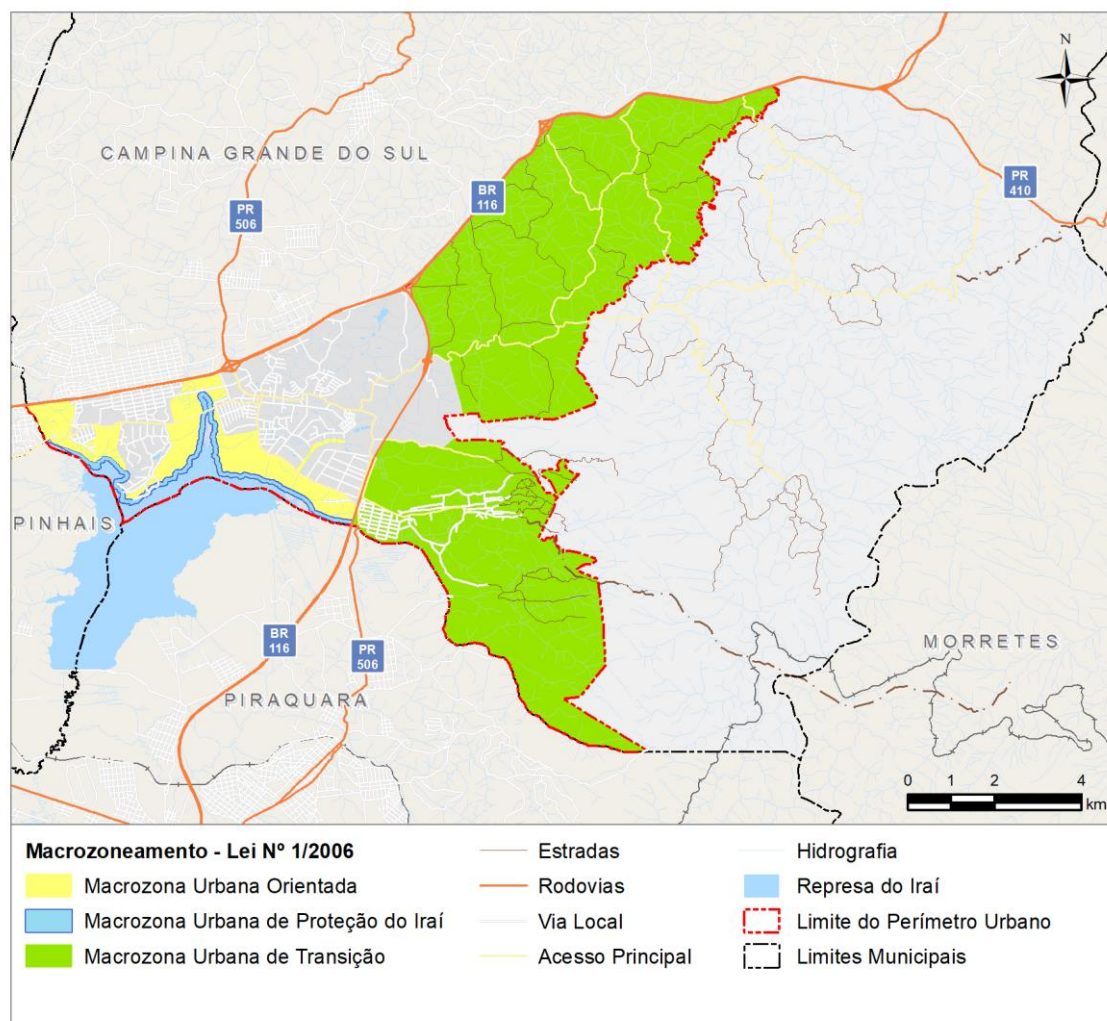 N
CAMPINA GRANDE DO SUL
BR
116
PR
410
PR
506
PINHAIS
BR
116
PR
506
MORRETES
PIRAQUARA
0 1 2 4
km
Macrozoneamento - Lei Nº 1/2006
Macrozona Urbana Orientada
Macrozona Urbana de Proteção do Iraí
Macrozona Urbana de Transição
Estradas
Rodovias
Via Local
Acesso Principal
Hidrografia
Represa do Iraí
Limite do Perímetro Urbano
Limites Municipais